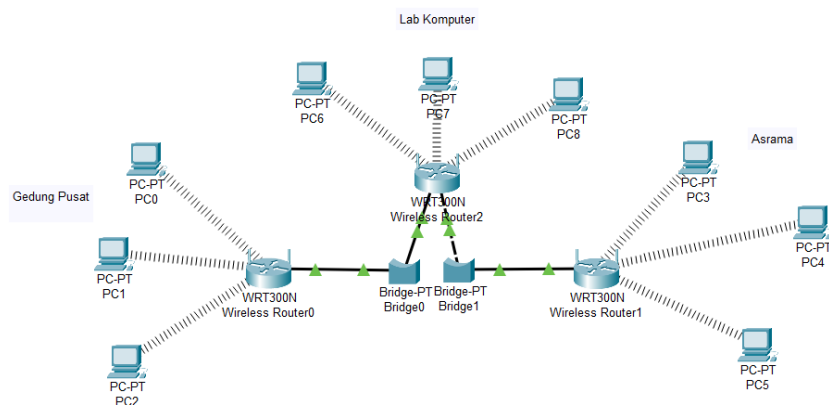 Lab Komputer
PC-PT
PC6
PC-PT
PC7
PC-PT
PC8
Asrama
PC-PT
PC3
Gedung Pusat
PC-PT
PC0
WRT300N
Wireless Router2
PC-PT
PC4
PC-PT
PC1
WRT300N
Wireless Router0
Bridge-PT
Bridge0
Bridge-PT
Bridge1
WRT300N
Wireless Router1
PC-PT
PC2
PC-PT
PC5